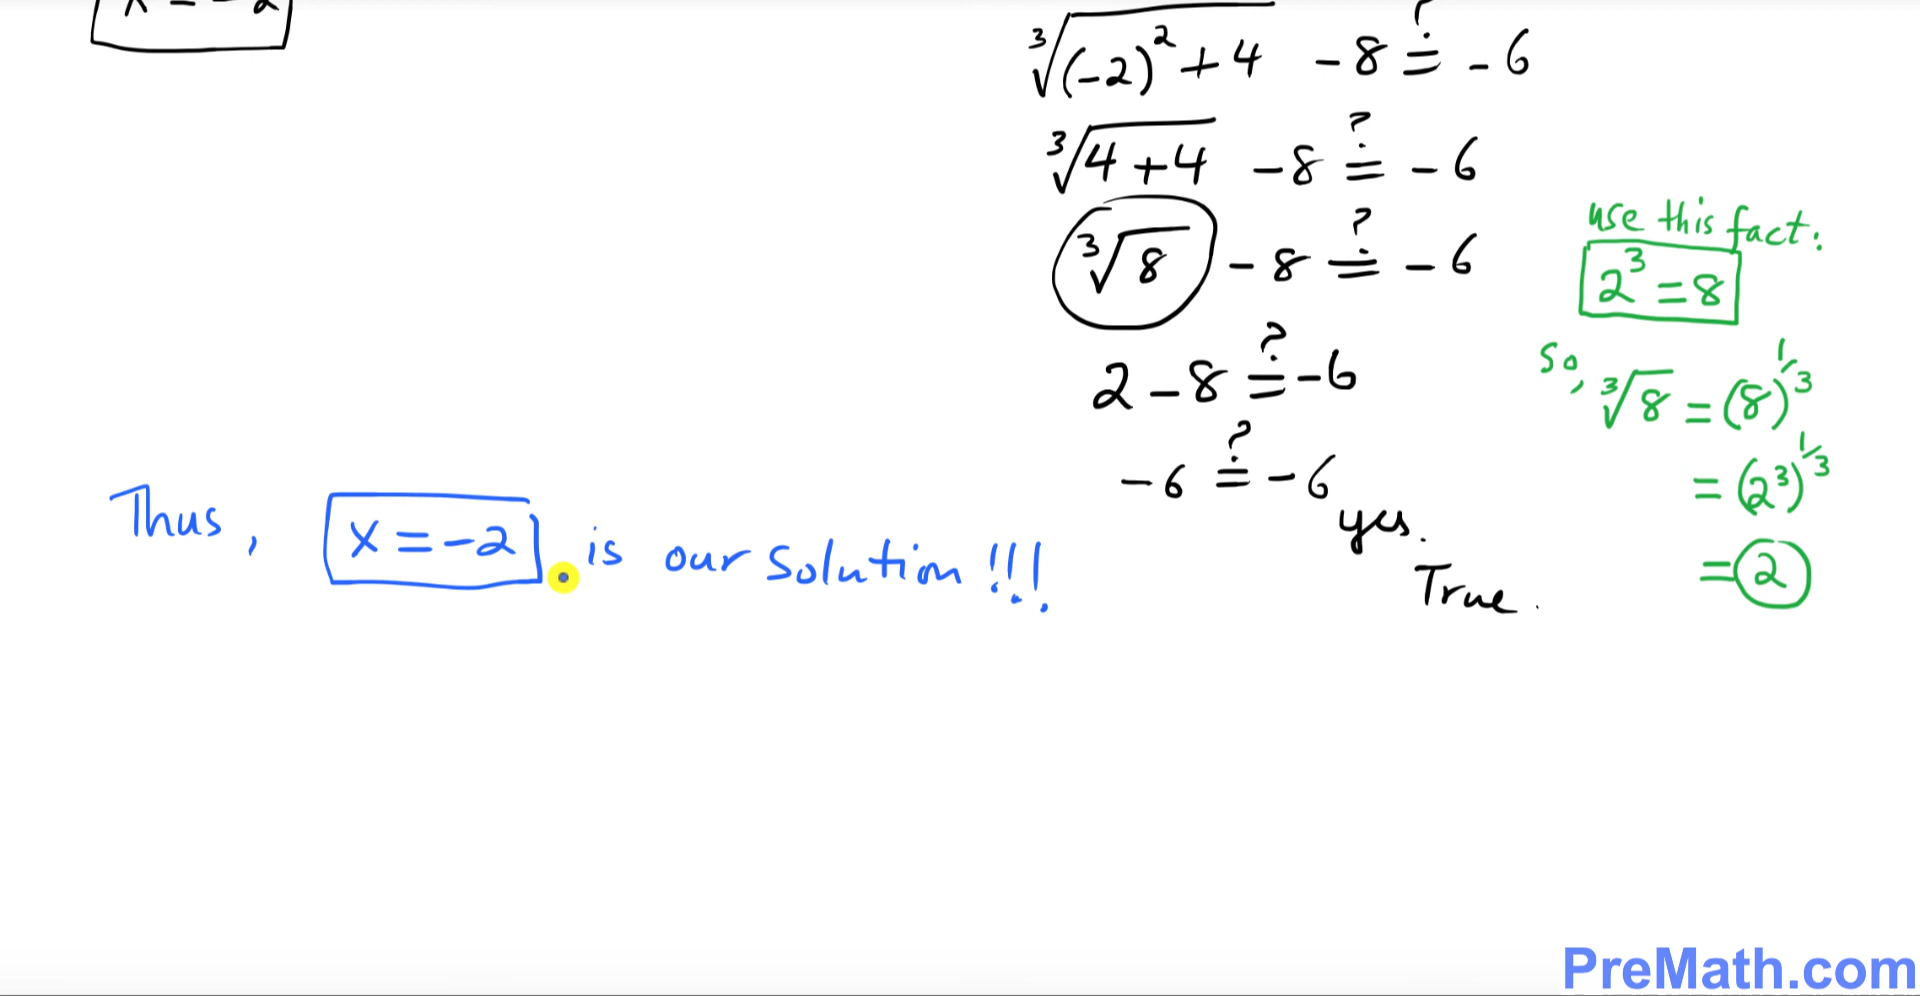 x = -2
∛((-2)² + 4) - 8 ≟ -6
∛(4 + 4) - 8 ≟ -6
∛8 - 8 ≟ -6
2 - 8 ≟ -6
-6 ≟ -6
yes.
True.
use this fact:
2³ = 8
so, ∛8 = (8)^(1/3)
= (2³)^(1/3)
= 2
Thus, x = -2 is our solution !!!
PreMath.com